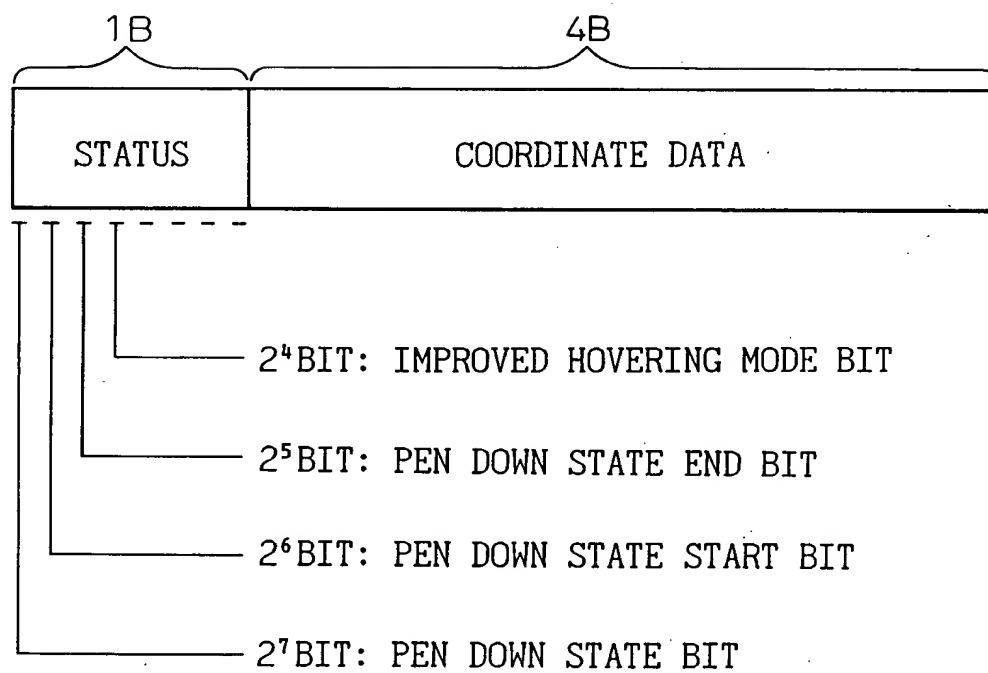 1B 4B
STATUS COORDINATE DATA
2⁴BIT: IMPROVED HOVERING MODE BIT
2⁵BIT: PEN DOWN STATE END BIT
2⁶BIT: PEN DOWN STATE START BIT
2⁷BIT: PEN DOWN STATE BIT